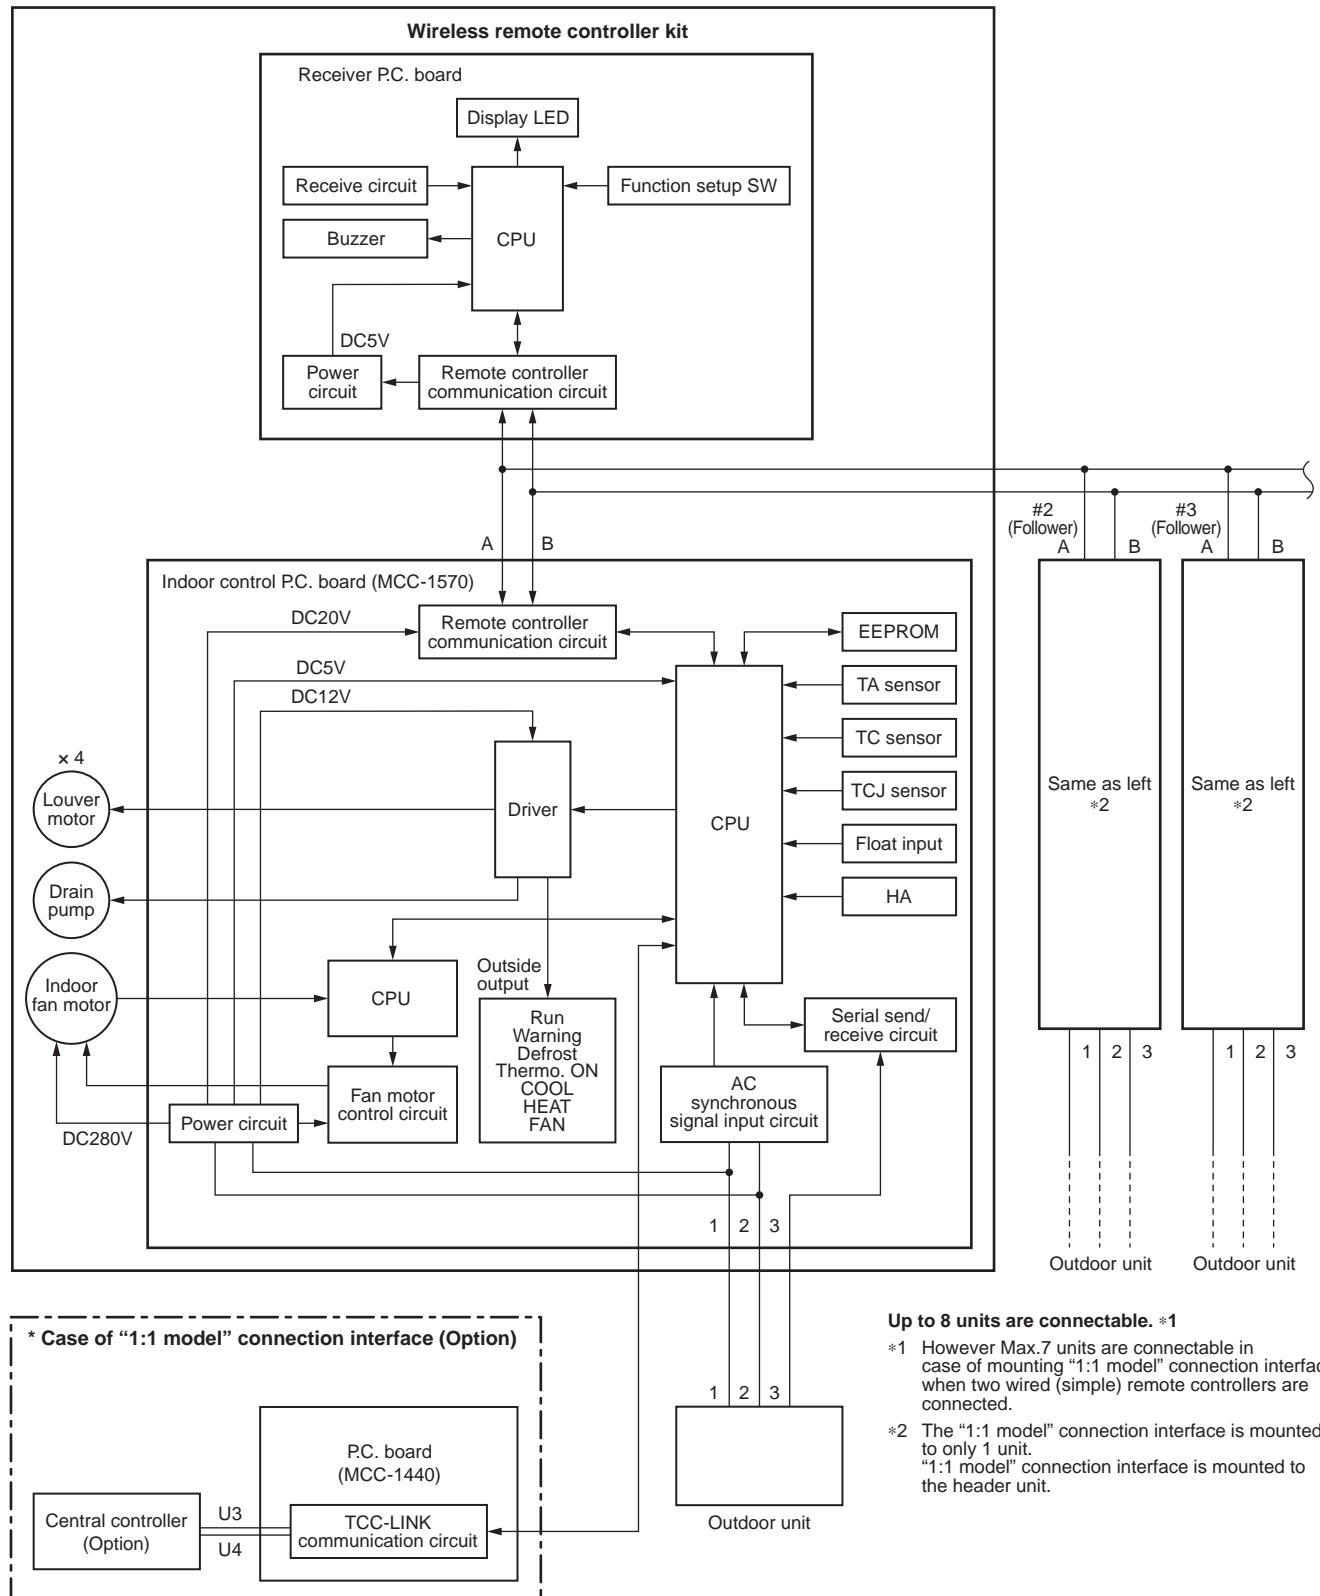 Wireless remote controller kit
Receiver P.C. board
Display LED
Receive circuit
Function setup SW
Buzzer
CPU
DC5V
Power
circuit
Remote controller
communication circuit
#2
(Follower)
#3
(Follower)
A
B
A
B
A
B
Indoor control P.C. board (MCC-1570)
DC20V
Remote controller
communication circuit
EEPROM
DC5V
TA sensor
DC12V
TC sensor
× 4
Louver
motor
Driver
CPU
TCJ sensor
Same as left
*2
Same as left
*2
Float input
Drain
pump
HA
Outside
output
Indoor
fan motor
CPU
Run
Warning
Defrost
Thermo. ON
COOL
HEAT
FAN
Serial send/
receive circuit
1 2 3
1 2 3
AC
synchronous
signal input circuit
Fan motor
control circuit
Power circuit
DC280V
1 2 3
Outdoor unit
Outdoor unit
* Case of “1:1 model” connection interface (Option)
P.C. board
(MCC-1440)
Central controller
(Option)
U3
U4
TCC-LINK
communication circuit
1 2 3
Outdoor unit
Up to 8 units are connectable. *1
*1 However Max.7 units are connectable in
case of mounting “1:1 model” connection
when two wired (simple) remote controllers are
connected.
*2 The “1:1 model” connection interface is mounted
to only 1 unit.
“1:1 model” connection interface is mounted to
the header unit.